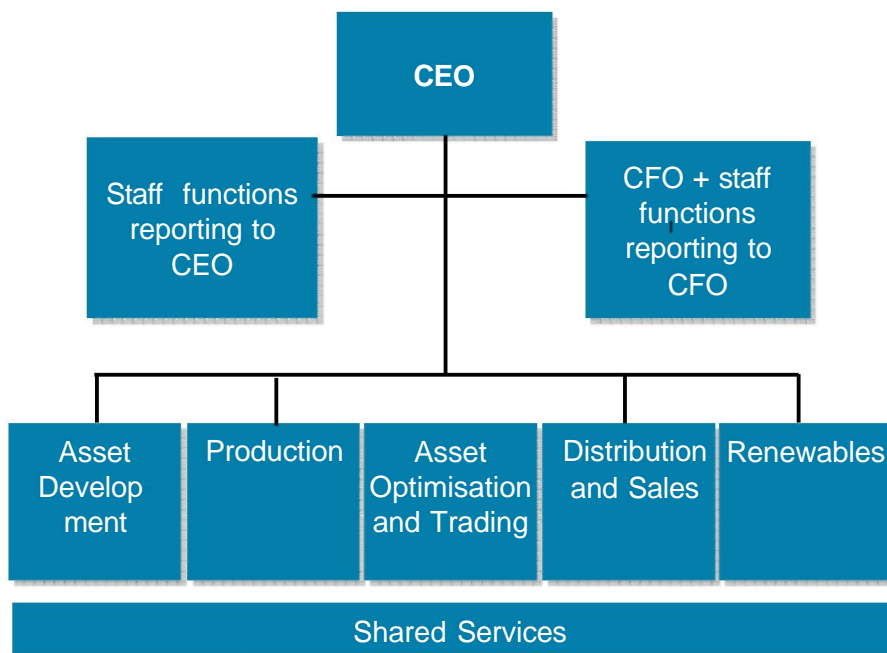 CEO
Staff functions
reporting to
CEO
CFO + staff
functions
reporting to
CFO
Asset
Develop
ment
Production
Asset
Optimisation
and Trading
Distribution
and Sales
Renewables
Shared Services